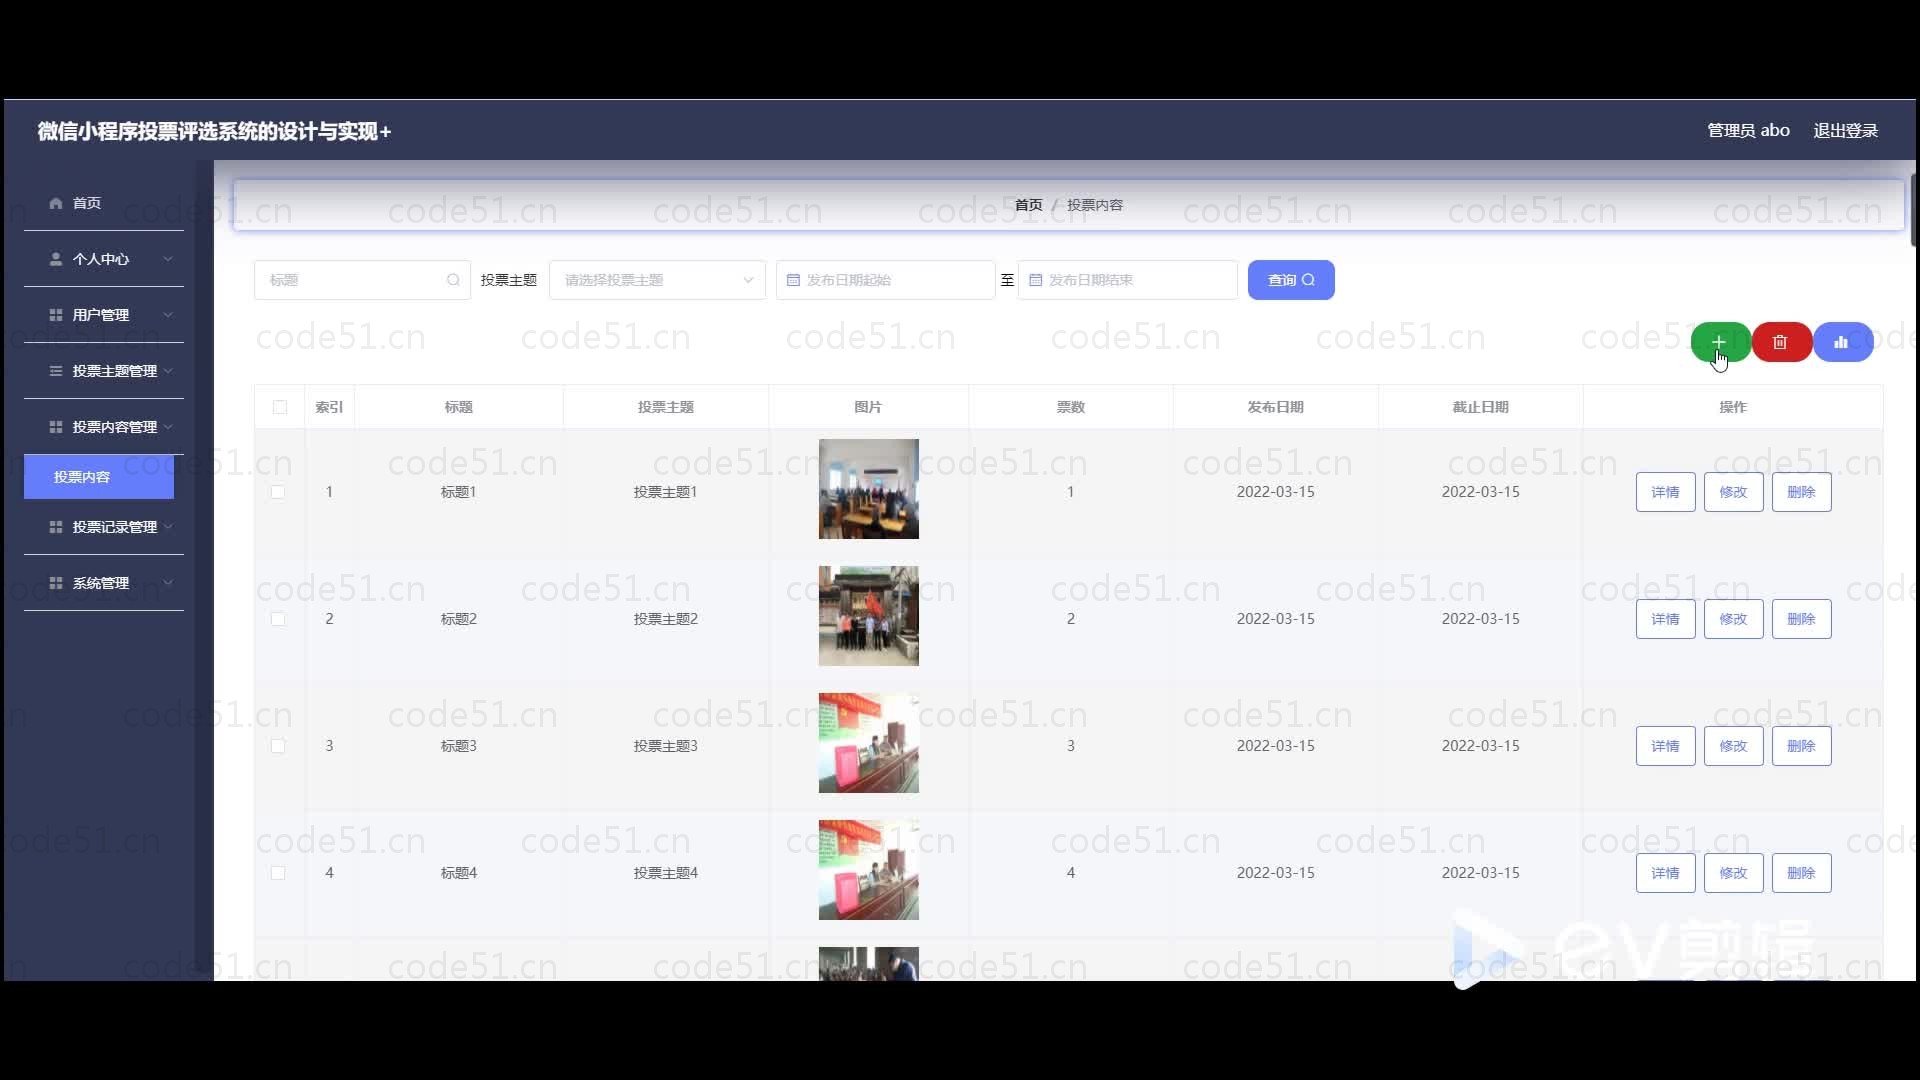 微信小程序投票评选系统的设计与实现+
管理员 abo 退出登录
首页
个人中心
用户管理
投票主题管理
投票内容管理
投票内容
投票记录管理
系统管理
首页 / 投票内容
标题 投票主题 请选择投票主题 发布日期起始 至 发布日期结束 查询
索引 标题 投票主题 图片 票数 发布日期 截止日期 操作
1 标题1 投票主题1 1 2022-03-15 2022-03-15 详情 修改 删除
2 标题2 投票主题2 2 2022-03-15 2022-03-15 详情 修改 删除
3 标题3 投票主题3 3 2022-03-15 2022-03-15 详情 修改 删除
4 标题4 投票主题4 4 2022-03-15 2022-03-15 详情 修改 删除
code51.cn
ev剪辑